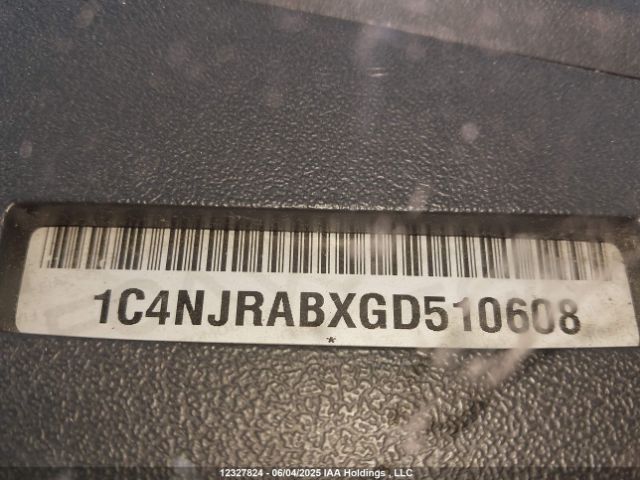 1C4NJRABXGD510608
*
12327824 - 06/04/2025 IAA Holdings , LLC